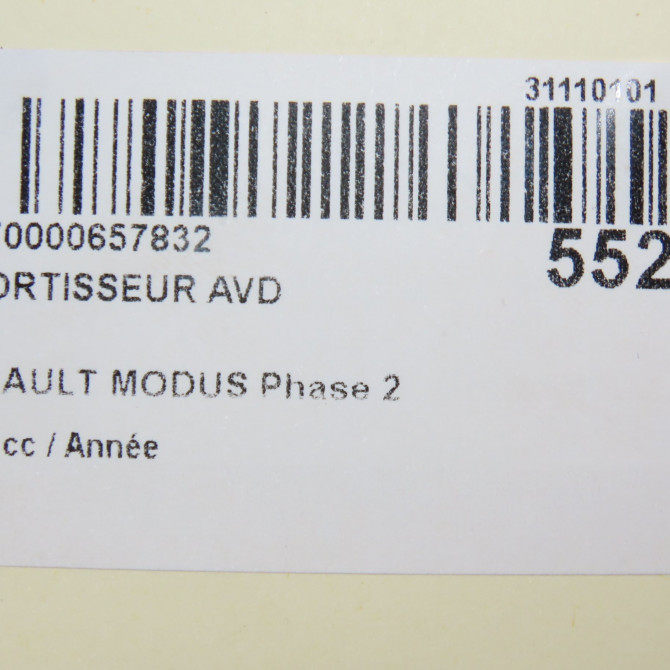 31110101
70000657832
552
ORTISSEUR AVD
AULT MODUS Phase 2
cc / Année